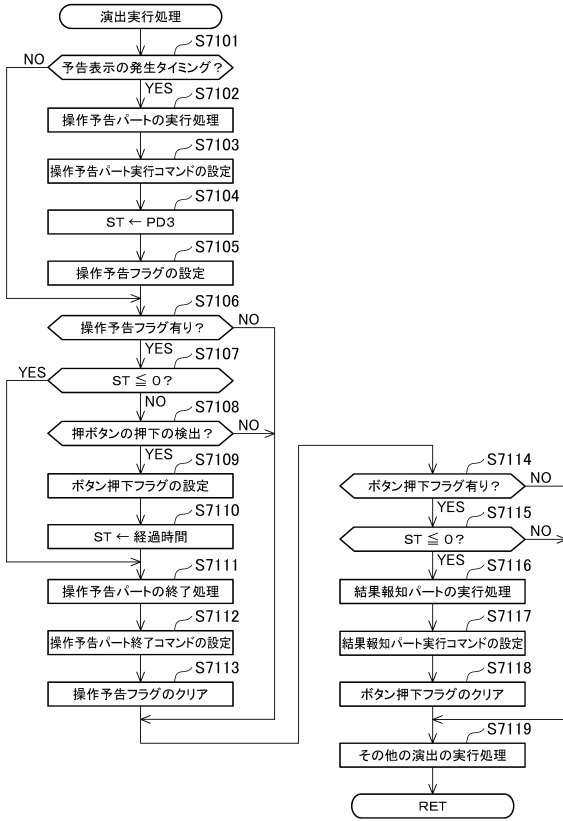 演出実行処理
S7101
予告表示の発生タイミング？
NO
YES
S7102
操作予告パートの実行処理
S7103
操作予告パート実行コマンドの設定
S7104
ST ← PD3
S7105
操作予告フラグの設定
S7106
操作予告フラグ有り？
NO
YES
S7107
ST ≦ 0？
YES
NO
S7108
押ボタンの押下の検出？
NO
YES
S7109
ボタン押下フラグの設定
S7110
ST ← 経過時間
S7111
操作予告パートの終了処理
S7112
操作予告パート終了コマンドの設定
S7113
操作予告フラグのクリア
S7114
ボタン押下フラグ有り？
NO
YES
S7115
ST ≦ 0？
NO
YES
S7116
結果報知パートの実行処理
S7117
結果報知パート実行コマンドの設定
S7118
ボタン押下フラグのクリア
S7119
その他の演出の実行処理
RET